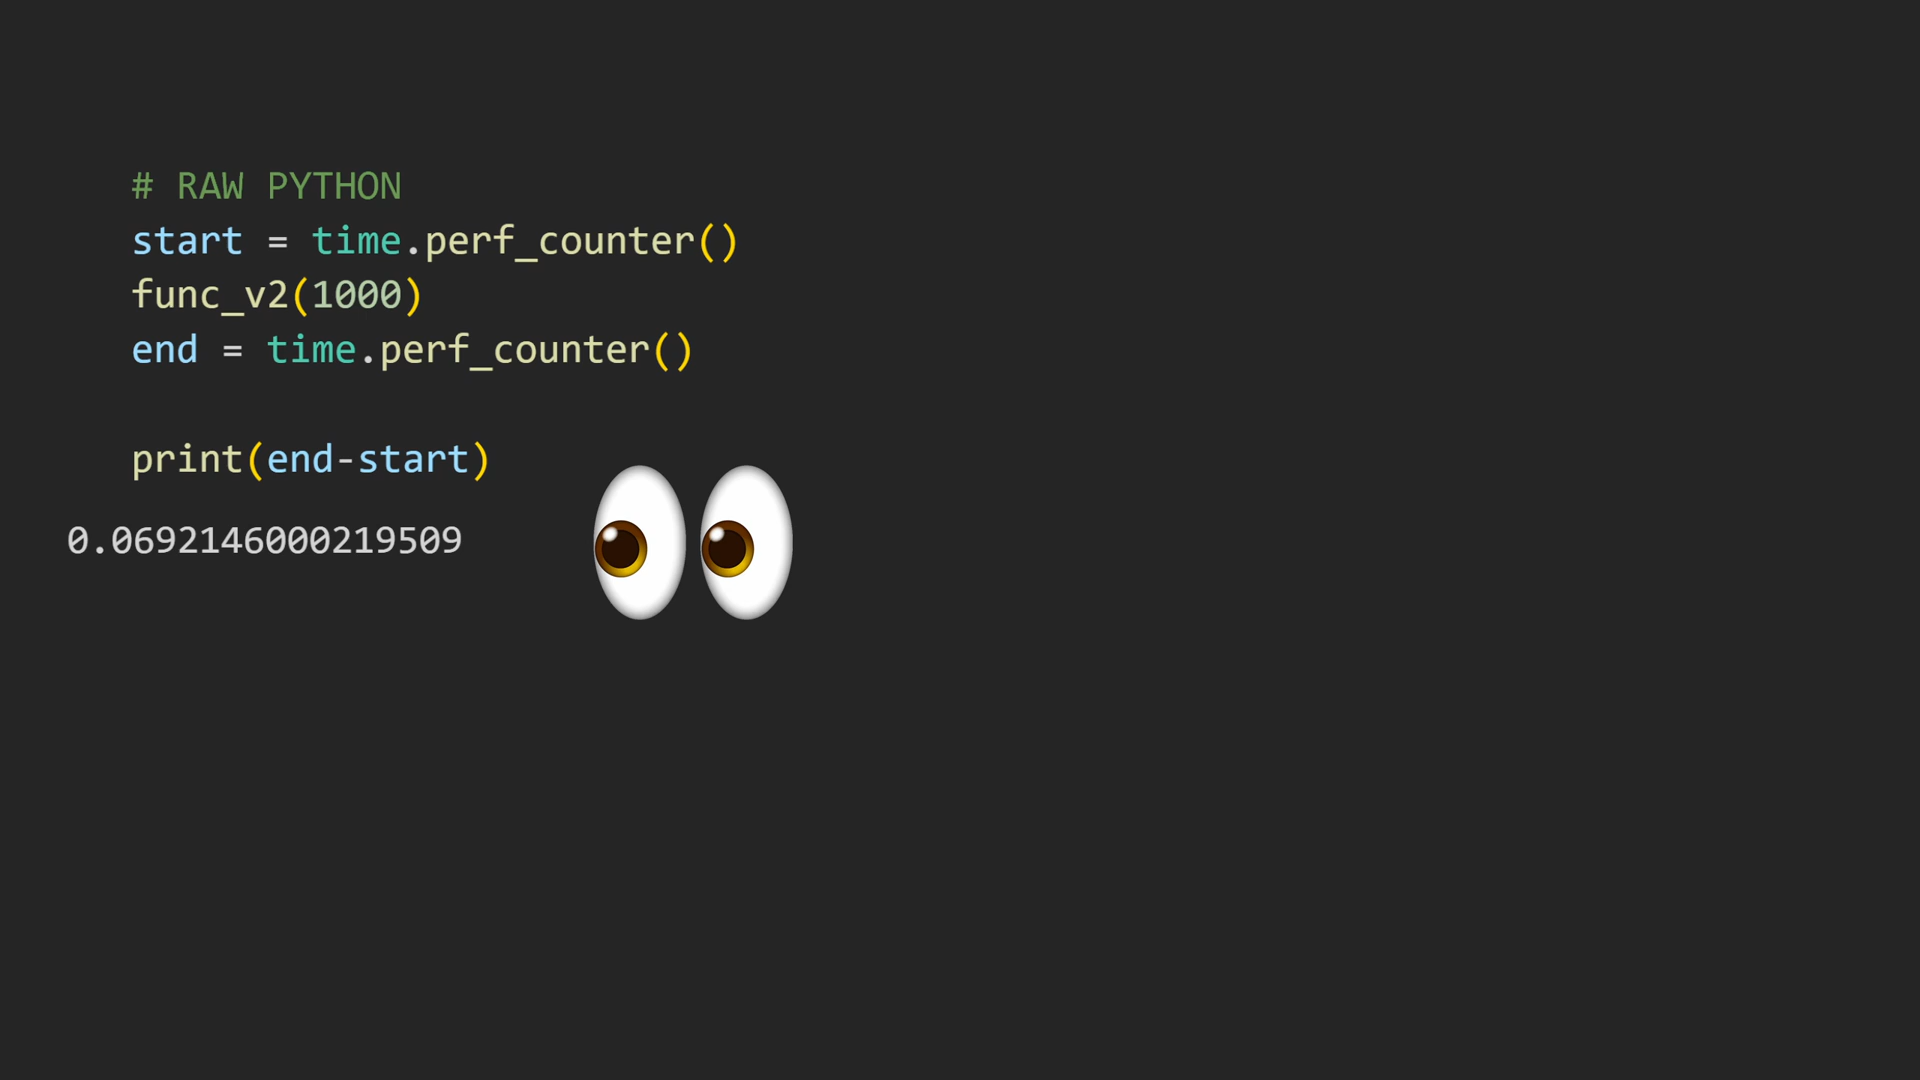 # RAW PYTHON
start = time.perf_counter()
func_v2(1000)
end = time.perf_counter()
print(end-start)
0.0692146000219509